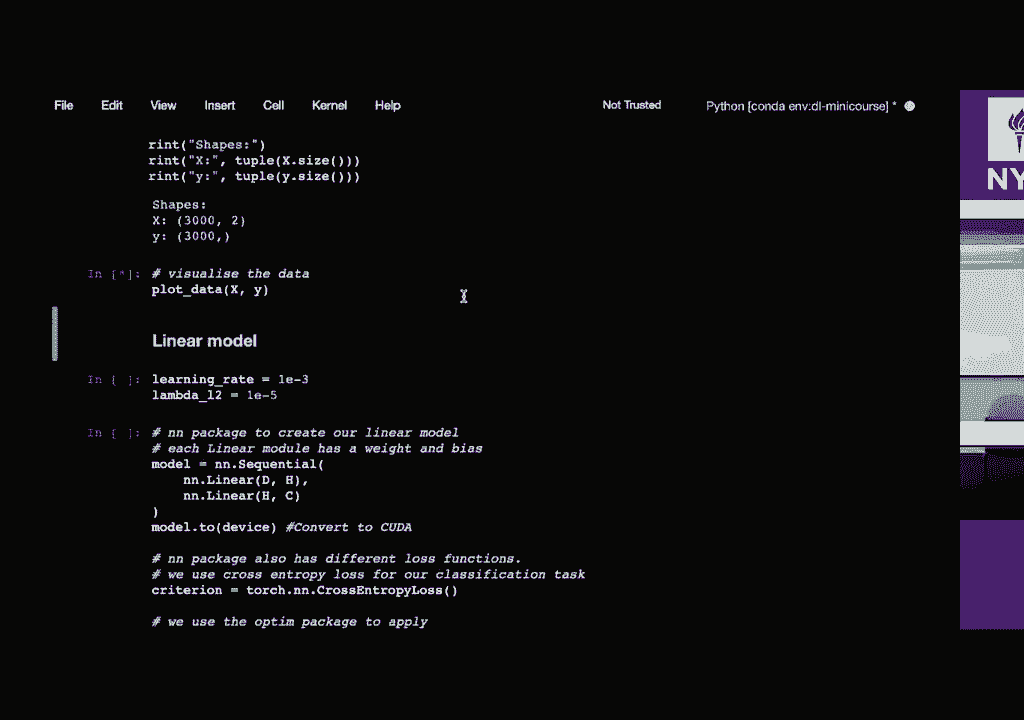 File Edit View Insert Cell Kernel Help Not Trusted Python [conda env:dl-minicourse] *
rint("Shapes:")
rint("X:", tuple(X.size()))
rint("y:", tuple(y.size()))
Shapes:
X: (3000, 2)
y: (3000,)
In [*]: # visualise the data
plot_data(X, y)
Linear model
In [ ]: learning_rate = 1e-3
lambda_l2 = 1e-5
In [ ]: # nn package to create our linear model
# each Linear module has a weight and bias
model = nn.Sequential(
nn.Linear(D, H),
nn.Linear(H, C)
)
model.to(device) #Convert to CUDA
# nn package also has different loss functions.
# we use cross entropy loss for our classification task
criterion = torch.nn.CrossEntropyLoss()
# we use the optim package to apply
NY